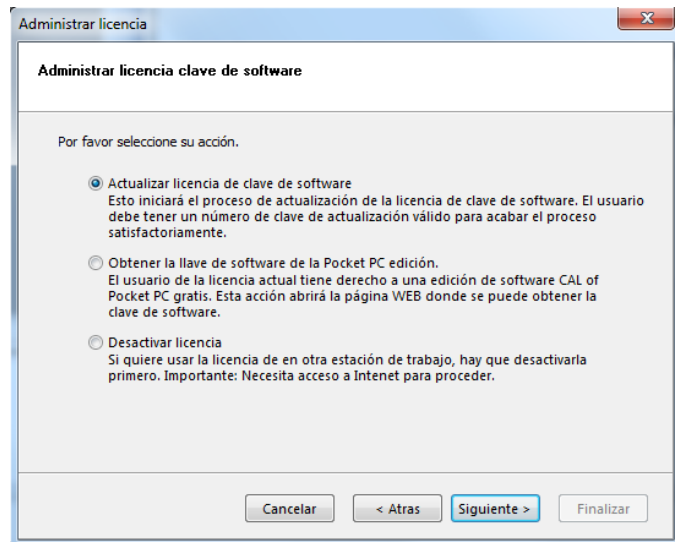 Administrar licencia
Administrar licencia clave de software
Por favor seleccione su acción.
Actualizar licencia de clave de software
Esto iniciará el proceso de actualización de la licencia de clave de software. El usuario
debe tener un número de clave de actualización válido para acabar el proceso
satisfactoriamente.
Obtener la llave de software de la Pocket PC edición.
El usuario de la licencia actual tiene derecho a una edición de software CAL of
Pocket PC gratis. Esta acción abrirá la página WEB donde se puede obtener la
clave de software.
Desactivar licencia
Si quiere usar la licencia de en otra estación de trabajo, hay que desactivarla
primero. Importante: Necesita acceso a Internet para proceder.
Cancelar < Atras Siguiente > Finalizar